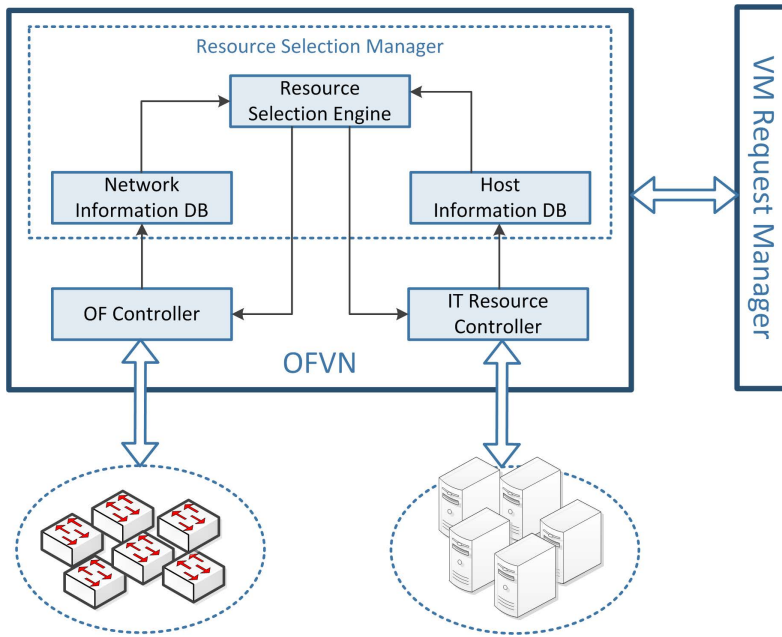 Resource Selection Manager
Resource
Selection Engine
Network
Information DB
Host
Information DB
OF Controller
IT Resource
Controller
OFVN
VM Request Manager